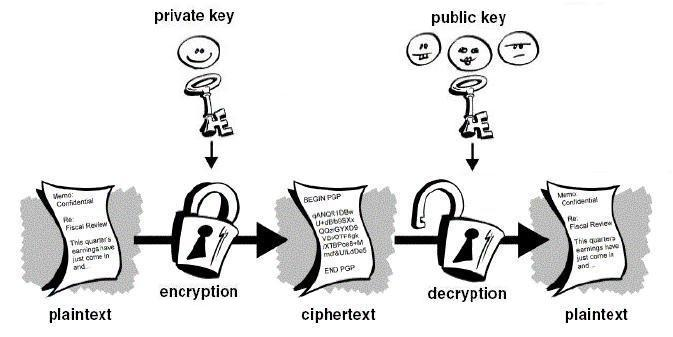 private key
public key
Memo:
Confidential
Re:
Fiscal Review
This quarter's
earnings have
just come in
and...
BEGIN PGP
END PGP
Memo:
Confidential
Re:
Fiscal Review
This quarter's
earnings have
just come in
and...
encryption
decryption
plaintext
ciphertext
plaintext